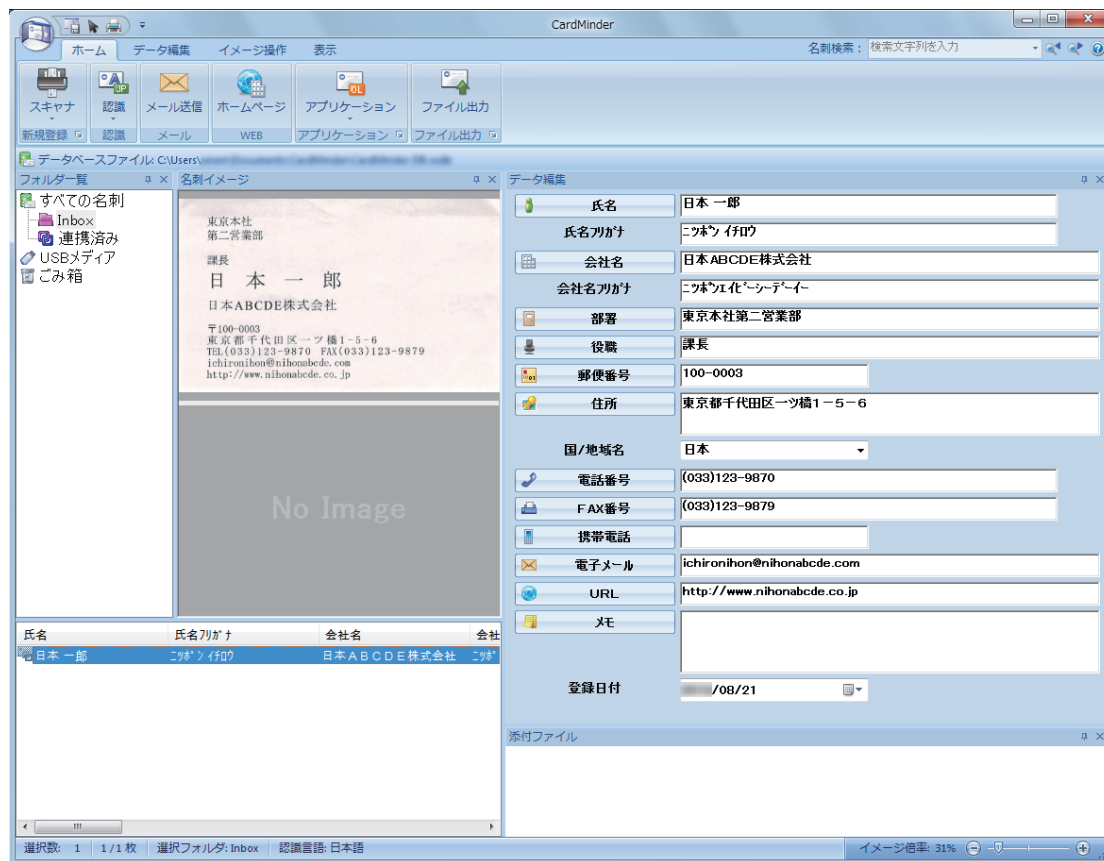 CardMinder
ホーム データ編集 イメージ操作 表示
名刺検索： 検索文字列を入力
スキャナ 認識 メール送信 ホームページ アプリケーション ファイル出力
新規登録 認識 メール WEB アプリケーション ファイル出力
データベースファイル: C:\Users\
フォルダ一覧
すべての名刺
Inbox
連携済み
USBメディア
ごみ箱
名刺イメージ
東京本社
第二営業部
課長
日 本 一 郎
日本ABCDE株式会社
〒100-0003
東京都千代田区一ツ橋1-5-6
TEL(033)123-9870 FAX(033)123-9879
ichironihon@nihonabcde.com
http://www.nihonabcde.co.jp
No Image
データ編集
氏名 日本 一郎
氏名ﾌﾘｶﾞﾅ ﾆﾂﾎﾟﾝ ｲﾁﾛｳ
会社名 日本ABCDE株式会社
会社名ﾌﾘｶﾞﾅ ﾆﾂﾎﾟﾝｴｲﾋﾞｰｼｰﾃﾞｰｲｰ
部署 東京本社第二営業部
役職 課長
郵便番号 100-0003
住所 東京都千代田区一ツ橋1－5－6
国/地域名 日本
電話番号 (033)123-9870
FAX番号 (033)123-9879
携帯電話
電子メール ichironihon@nihonabcde.com
URL http://www.nihonabcde.co.jp
メモ
登録日付 /08/21
氏名 氏名ﾌﾘｶﾞﾅ 会社名 会社
日本 一郎 ﾆﾂﾎﾟﾝ ｲﾁﾛｳ 日本ＡＢＣＤＥ株式会社 ﾆﾂﾎﾟ
添付ファイル
選択数: 1 1/1 枚 選択フォルダ: Inbox 認識言語: 日本語 イメージ倍率: 31%